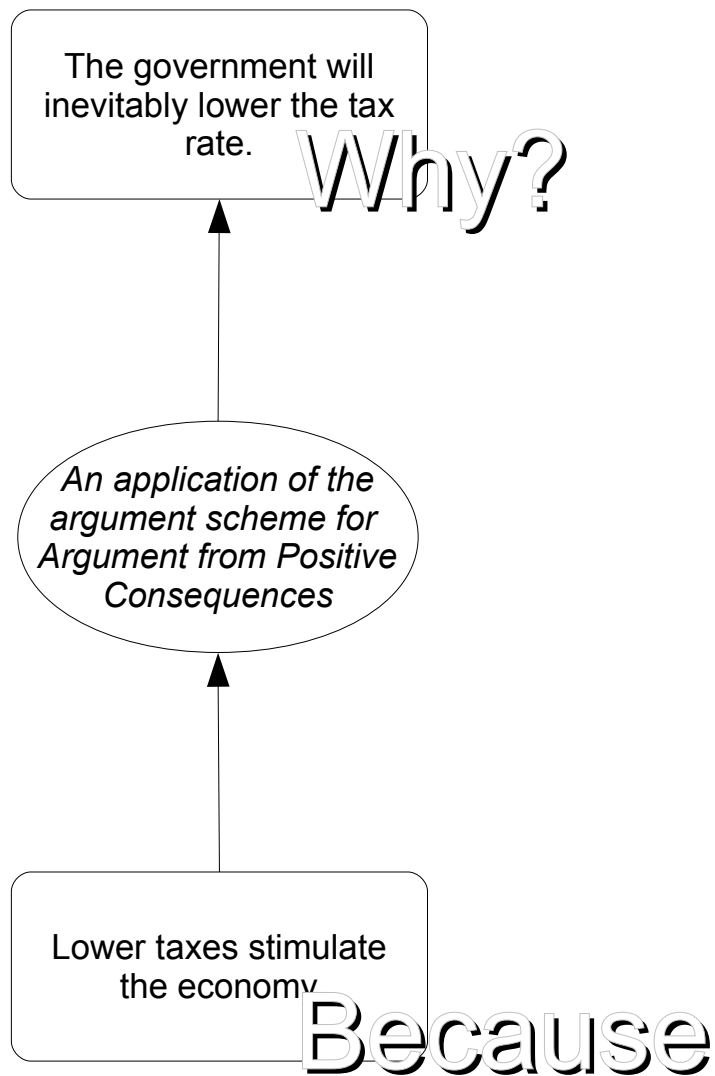 The government will
inevitably lower the tax
rate.
Why?
An application of the
argument scheme for
Argument from Positive
Consequences
Lower taxes stimulate
the economy
Because